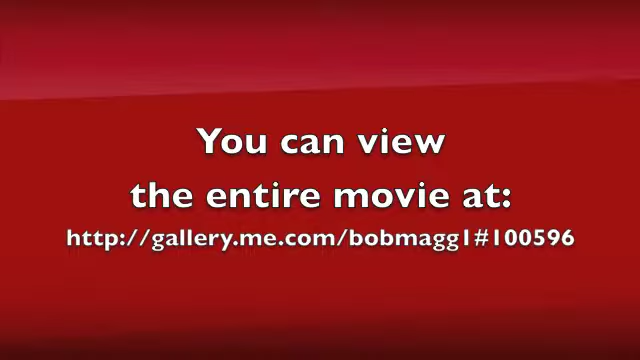 You can view
the entire movie at:
http://gallery.me.com/bobmagg1#100596